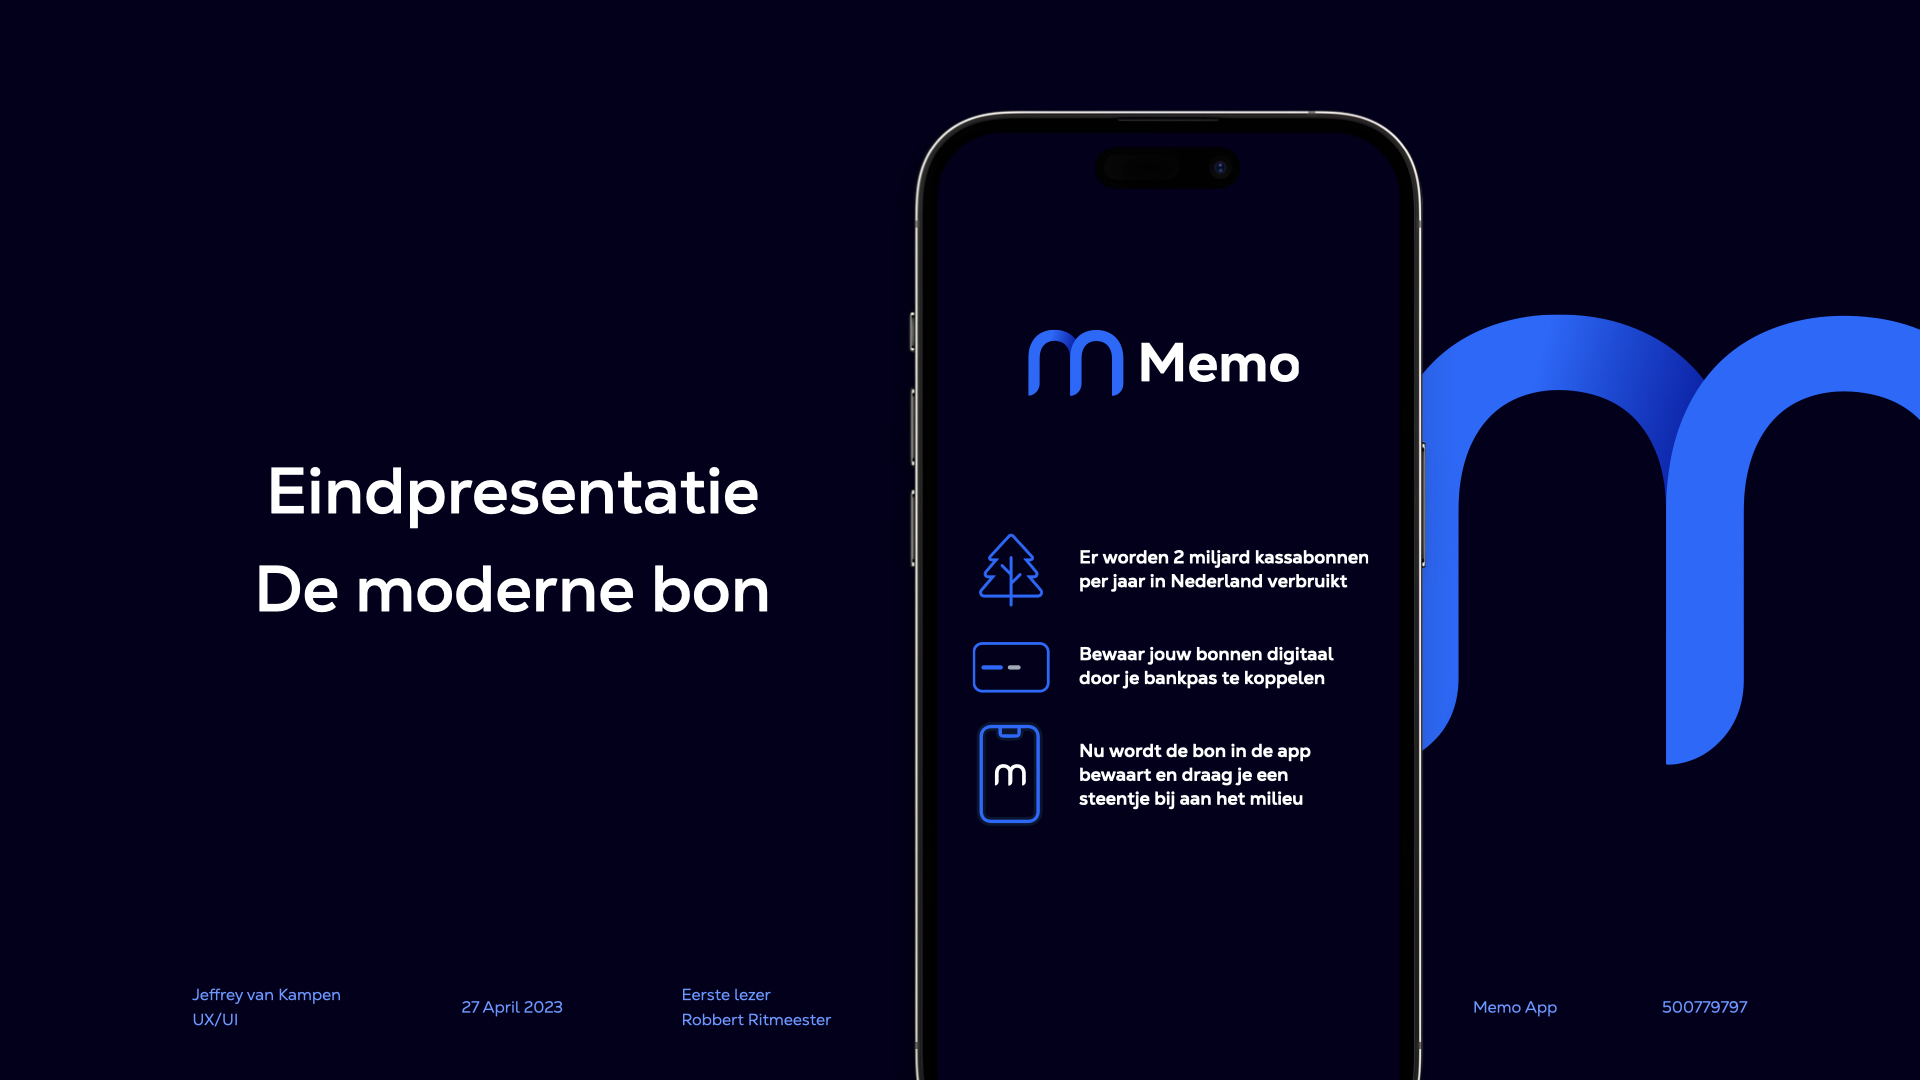 Eindpresentatie
De moderne bon
m Memo
Er worden 2 miljard kassabonnen
per jaar in Nederland verbruikt
Bewaar jouw bonnen digitaal
door je bankpas te koppelen
m
Nu wordt de bon in de app
bewaart en draag je een
steentje bij aan het milieu
m
Jeffrey van Kampen
UX/UI
27 April 2023
Eerste lezer
Robbert Ritmeester
Memo App
500779797